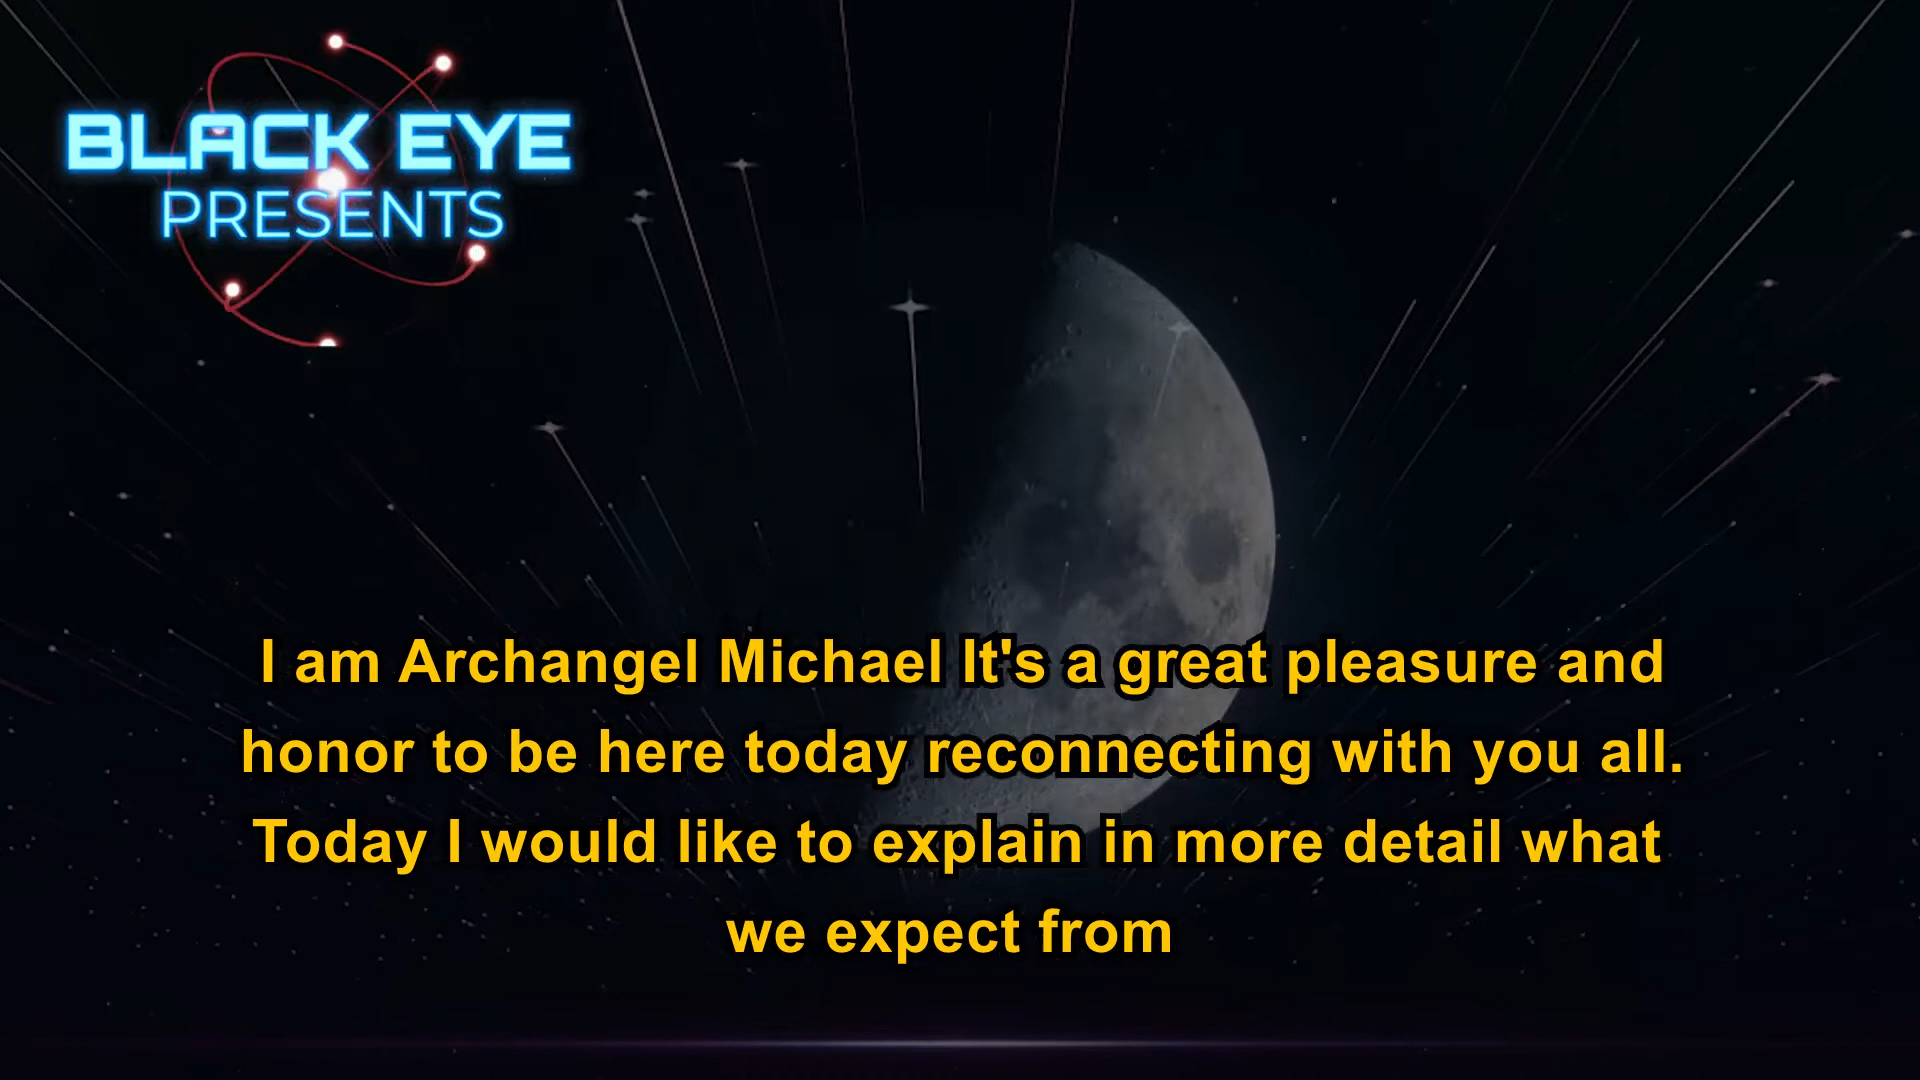 BLACK EYE
PRESENTS
I am Archangel Michael It's a great pleasure and
honor to be here today reconnecting with you all.
Today I would like to explain in more detail what
we expect from